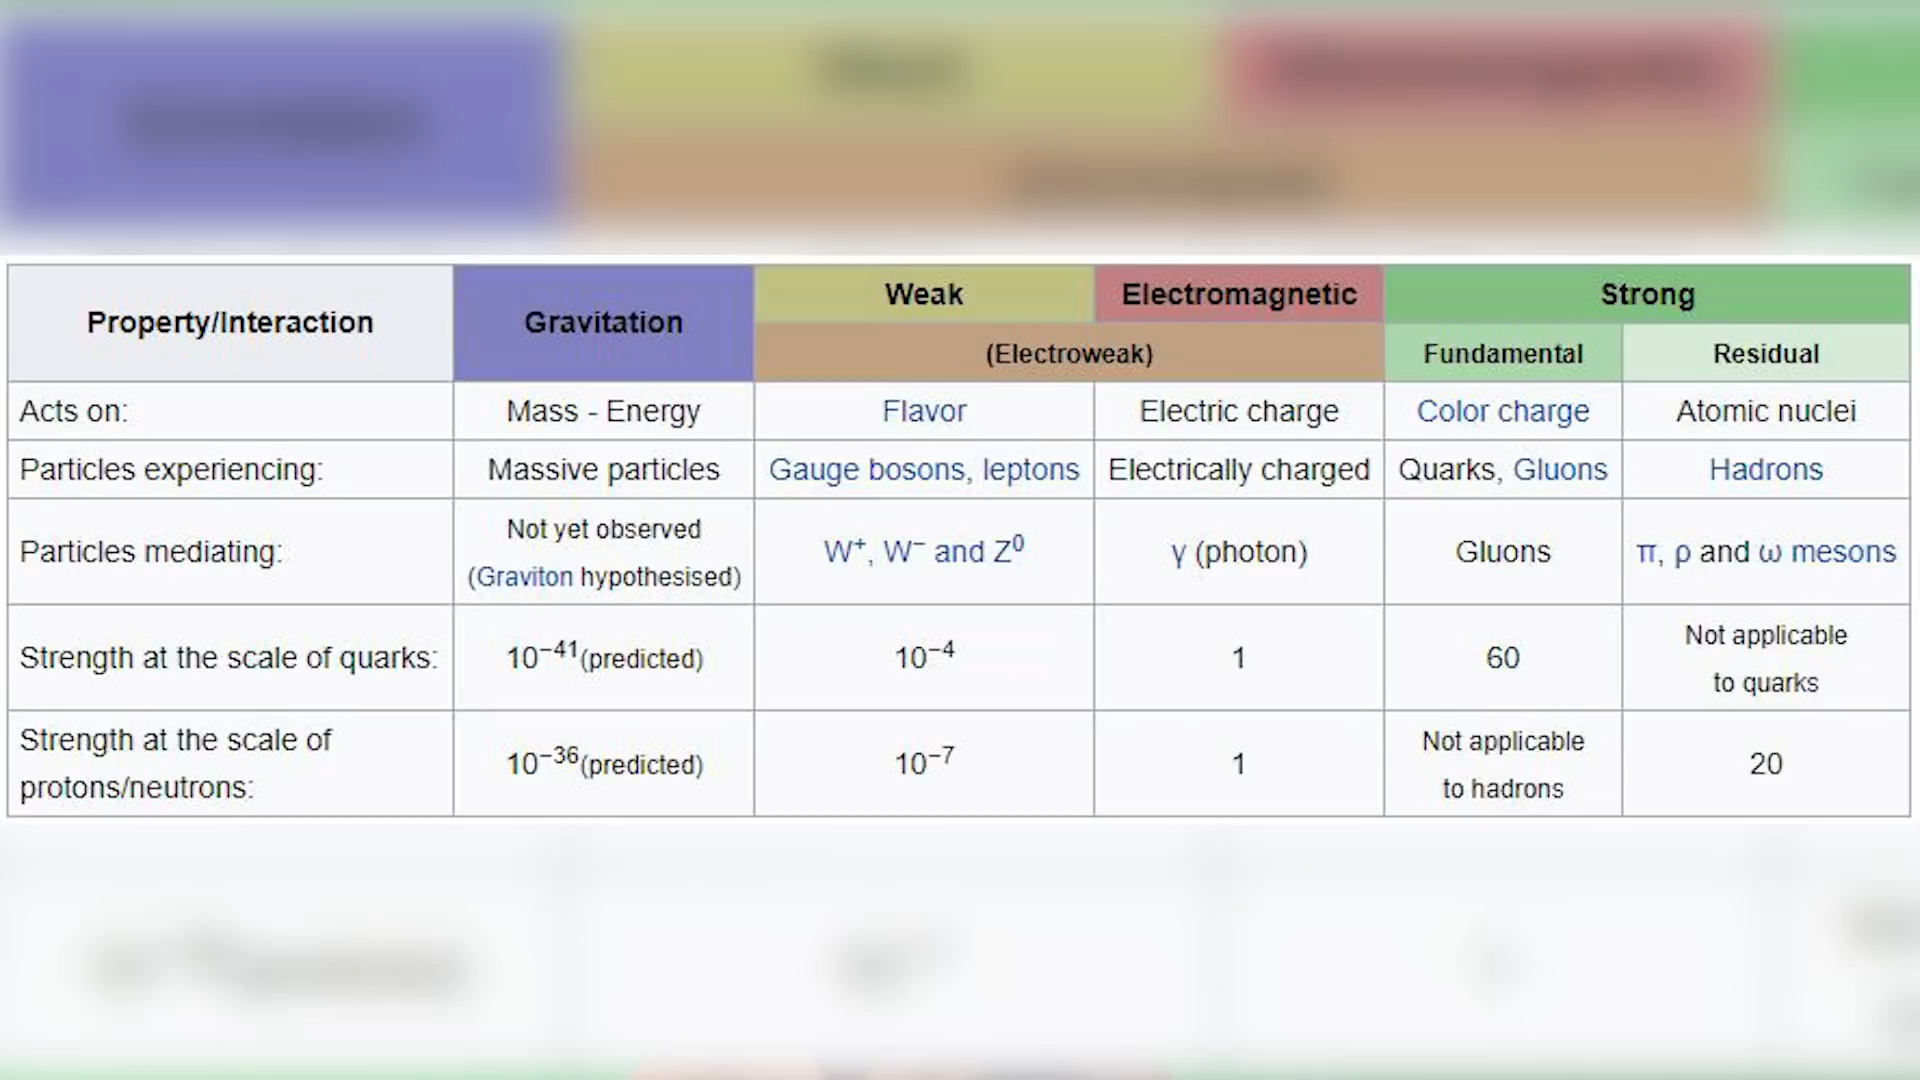 Property/Interaction Gravitation Weak Electromagnetic Strong
(Electroweak) Fundamental Residual
Acts on: Mass - Energy Flavor Electric charge Color charge Atomic nuclei
Particles experiencing: Massive particles Gauge bosons, leptons Electrically charged Quarks, Gluons Hadrons
Particles mediating: Not yet observed W⁺, W⁻ and Z⁰ γ (photon) Gluons π, ρ and ω mesons
(Graviton hypothesised)
Strength at the scale of quarks: 10⁻⁴¹(predicted) 10⁻⁴ 1 60 Not applicable
to quarks
Strength at the scale of
protons/neutrons: 10⁻³⁶(predicted) 10⁻⁷ 1 Not applicable
to hadrons 20